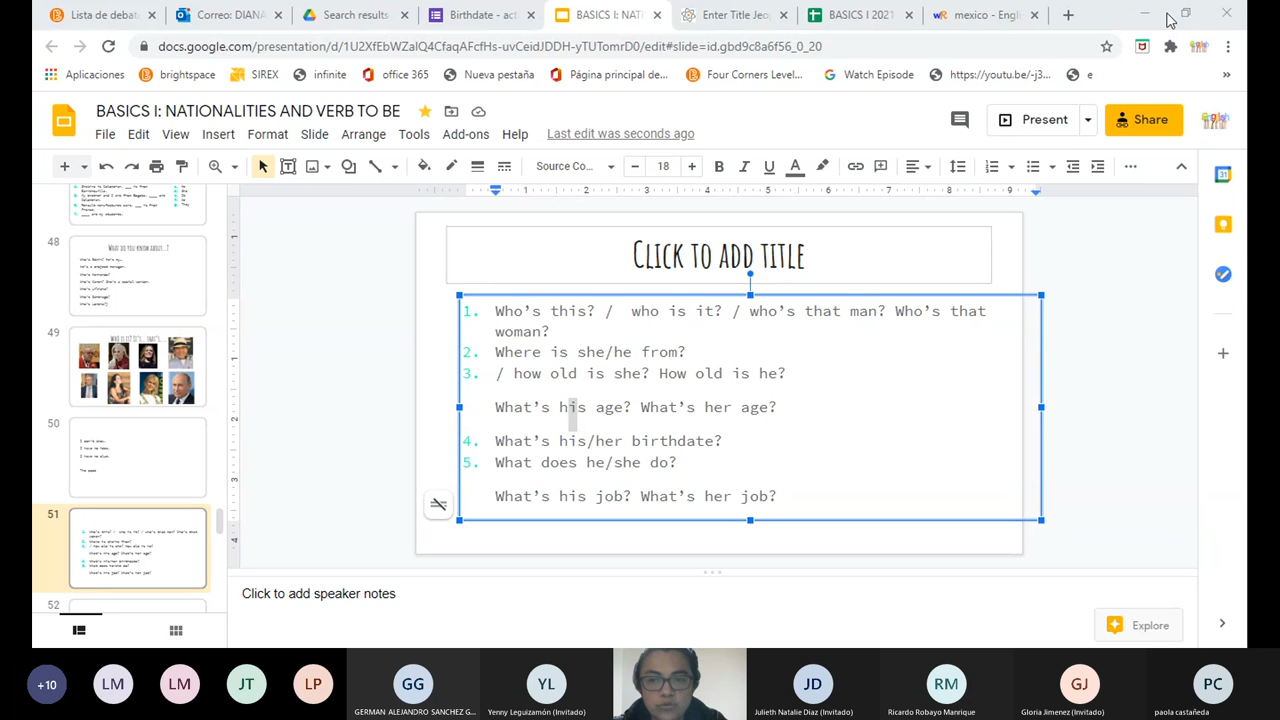 Lista de debat
Correo: DIANA
Search results
Birthdate - act
BASICS I: NATI
Enter Title Jeop
BASICS I 2021
mexico - Engli
docs.google.com/presentation/d/1U2XfEbWZalQ4CfaqAFcfHs-uvCeidJDDH-yTUTomrD0/edit#slide=id.gbd9c8a6f56_0_20
Aplicaciones
brightspace
SIREX
infinite
office 365
Nueva pestaña
Página principal de...
Four Corners Level...
Watch Episode
https://youtu.be/-j3...
e
BASICS I: NATIONALITIES AND VERB TO BE
File Edit View Insert Format Slide Arrange Tools Add-ons Help Last edit was seconds ago
Present
Share
Source Co...
18
48
What do you know about...?
49
50
51
52
Click to add title
1. Who's this? / who is it? / who's that man? Who's that
woman?
2. Where is she/he from?
3. / how old is she? How old is he?
What's his age? What's her age?
4. What's his/her birthdate?
5. What does he/she do?
What's his job? What's her job?
Click to add speaker notes
Explore
+10
LM
LM
JT
LP
GG
GERMAN ALEJANDRO SANCHEZ G...
YL
Yenny Leguizamón (Invitado)
JD
Julieth Natalie Diaz (Invitado)
RM
Ricardo Robayo Manrique
GJ
Gloria Jimenez (Invitado)
PC
paola castañeda